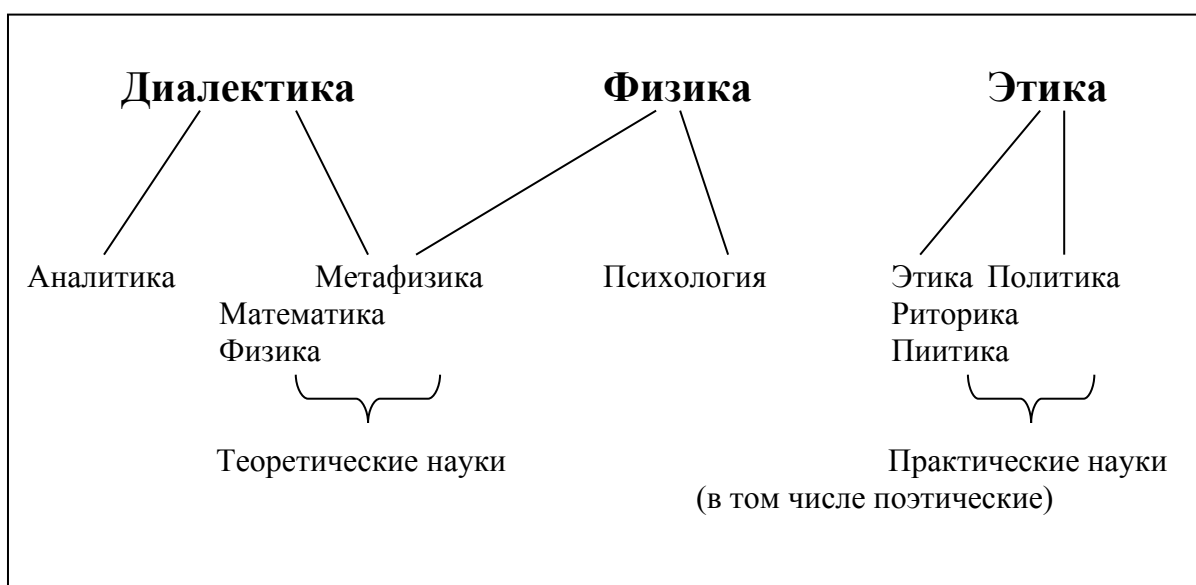 Диалектика Физика Этика
Аналитика Метафизика Психология Этика Политика
Математика Риторика
Физика Пиитика
Теоретические науки Практические науки
(в том числе поэтические)